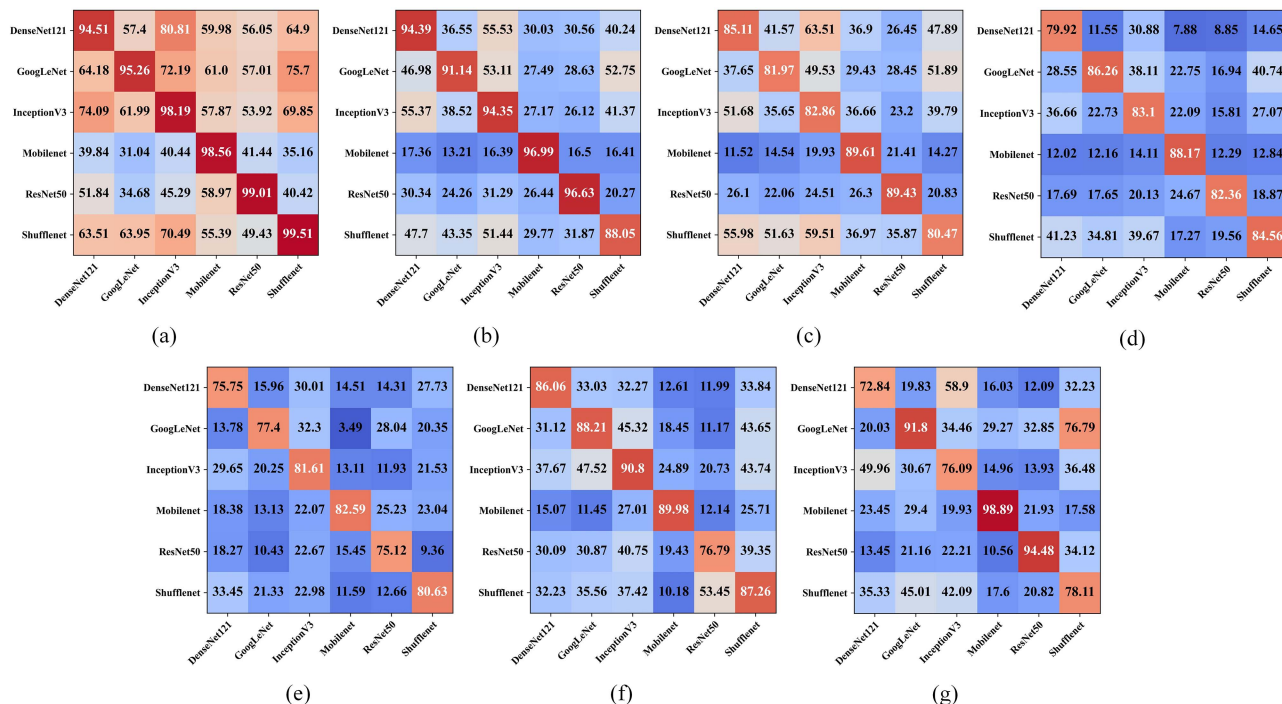 DenseNet121 94.51 57.4 80.81 59.98 56.05 64.9
GoogLeNet 64.18 95.26 72.19 61.0 57.01 75.7
InceptionV3 74.09 61.99 98.19 57.87 53.92 69.85
Mobilenet 39.84 31.04 40.44 98.56 41.44 35.16
ResNet50 51.84 34.68 45.29 58.97 99.01 40.42
Shufflenet 63.51 63.95 70.49 55.39 49.43 99.51
DenseNet121 GoogLeNet InceptionV3 Mobilenet ResNet50 Shufflenet
(a)
DenseNet121 94.39 36.55 55.53 30.03 30.56 40.24
GoogLeNet 46.98 91.14 53.11 27.49 28.63 52.75
InceptionV3 55.37 38.52 94.35 27.17 26.12 41.37
Mobilenet 17.36 13.21 16.39 96.99 16.5 16.41
ResNet50 30.34 24.26 31.29 26.44 96.63 20.27
Shufflenet 47.7 43.35 51.44 29.77 31.87 88.05
DenseNet121 GoogLeNet InceptionV3 Mobilenet ResNet50 Shufflenet
(b)
DenseNet121 85.11 41.57 63.51 36.9 26.45 47.89
GoogLeNet 37.65 81.97 49.53 29.43 28.45 51.89
InceptionV3 51.68 35.65 82.86 36.66 23.2 39.79
Mobilenet 11.52 14.54 19.93 89.61 21.41 14.27
ResNet50 26.1 22.06 24.51 26.3 89.43 20.83
Shufflenet 55.98 51.63 59.51 36.97 35.87 80.47
DenseNet121 GoogLeNet InceptionV3 Mobilenet ResNet50 Shufflenet
(c)
DenseNet121 79.92 11.55 30.88 7.88 8.85 14.65
GoogLeNet 28.55 86.26 38.11 22.75 16.94 40.74
InceptionV3 36.66 22.73 83.1 22.09 15.81 27.07
Mobilenet 12.02 12.16 14.11 88.17 12.29 12.84
ResNet50 17.69 17.65 20.13 24.67 82.36 18.87
Shufflenet 41.23 34.81 39.67 17.27 19.56 84.56
DenseNet121 GoogLeNet InceptionV3 Mobilenet ResNet50 Shufflenet
(d)
DenseNet121 75.75 15.96 30.01 14.51 14.31 27.73
GoogLeNet 13.78 77.4 32.3 3.49 28.04 20.35
InceptionV3 29.65 20.25 81.61 13.11 11.93 21.53
Mobilenet 18.38 13.13 22.07 82.59 25.23 23.04
ResNet50 18.27 10.43 22.67 15.45 75.12 9.36
Shufflenet 33.45 21.33 22.98 11.59 12.66 80.63
DenseNet121 GoogLeNet InceptionV3 Mobilenet ResNet50 Shufflenet
(e)
DenseNet121 86.06 33.03 32.27 12.61 11.99 33.84
GoogLeNet 31.12 88.21 45.32 18.45 11.17 43.65
InceptionV3 37.67 47.52 90.8 24.89 20.73 43.74
Mobilenet 15.07 11.45 27.01 89.98 12.14 25.71
ResNet50 30.09 30.87 40.75 19.43 76.79 39.35
Shufflenet 32.23 35.56 37.42 10.18 53.45 87.26
DenseNet121 GoogLeNet InceptionV3 Mobilenet ResNet50 Shufflenet
(f)
DenseNet121 72.84 19.83 58.9 16.03 12.09 32.23
GoogLeNet 20.03 91.8 34.46 29.27 32.85 76.79
InceptionV3 49.96 30.67 76.09 14.96 13.93 36.48
Mobilenet 23.45 29.4 19.93 98.89 21.93 17.58
ResNet50 13.45 21.16 22.21 10.56 94.48 34.12
Shufflenet 35.33 45.01 42.09 17.6 20.82 78.11
DenseNet121 GoogLeNet InceptionV3 Mobilenet ResNet50 Shufflenet
(g)